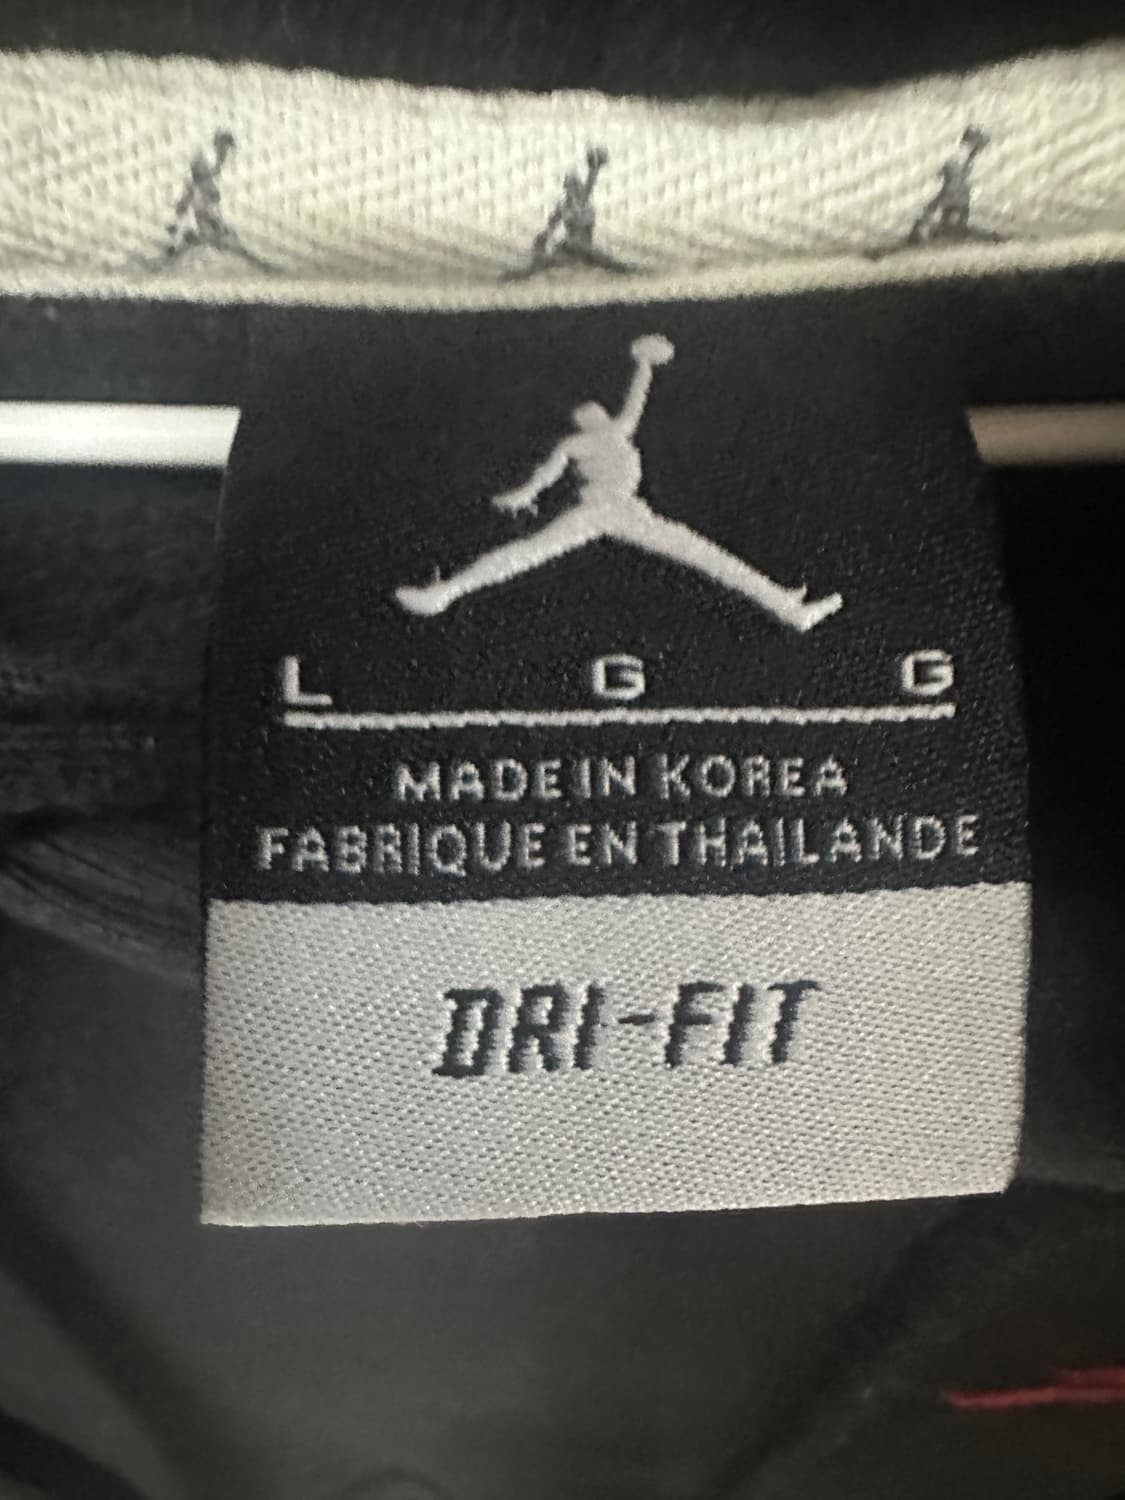 L G G
MADE IN KOREA
FABRIQUE EN THAILANDE
DRI-FIT